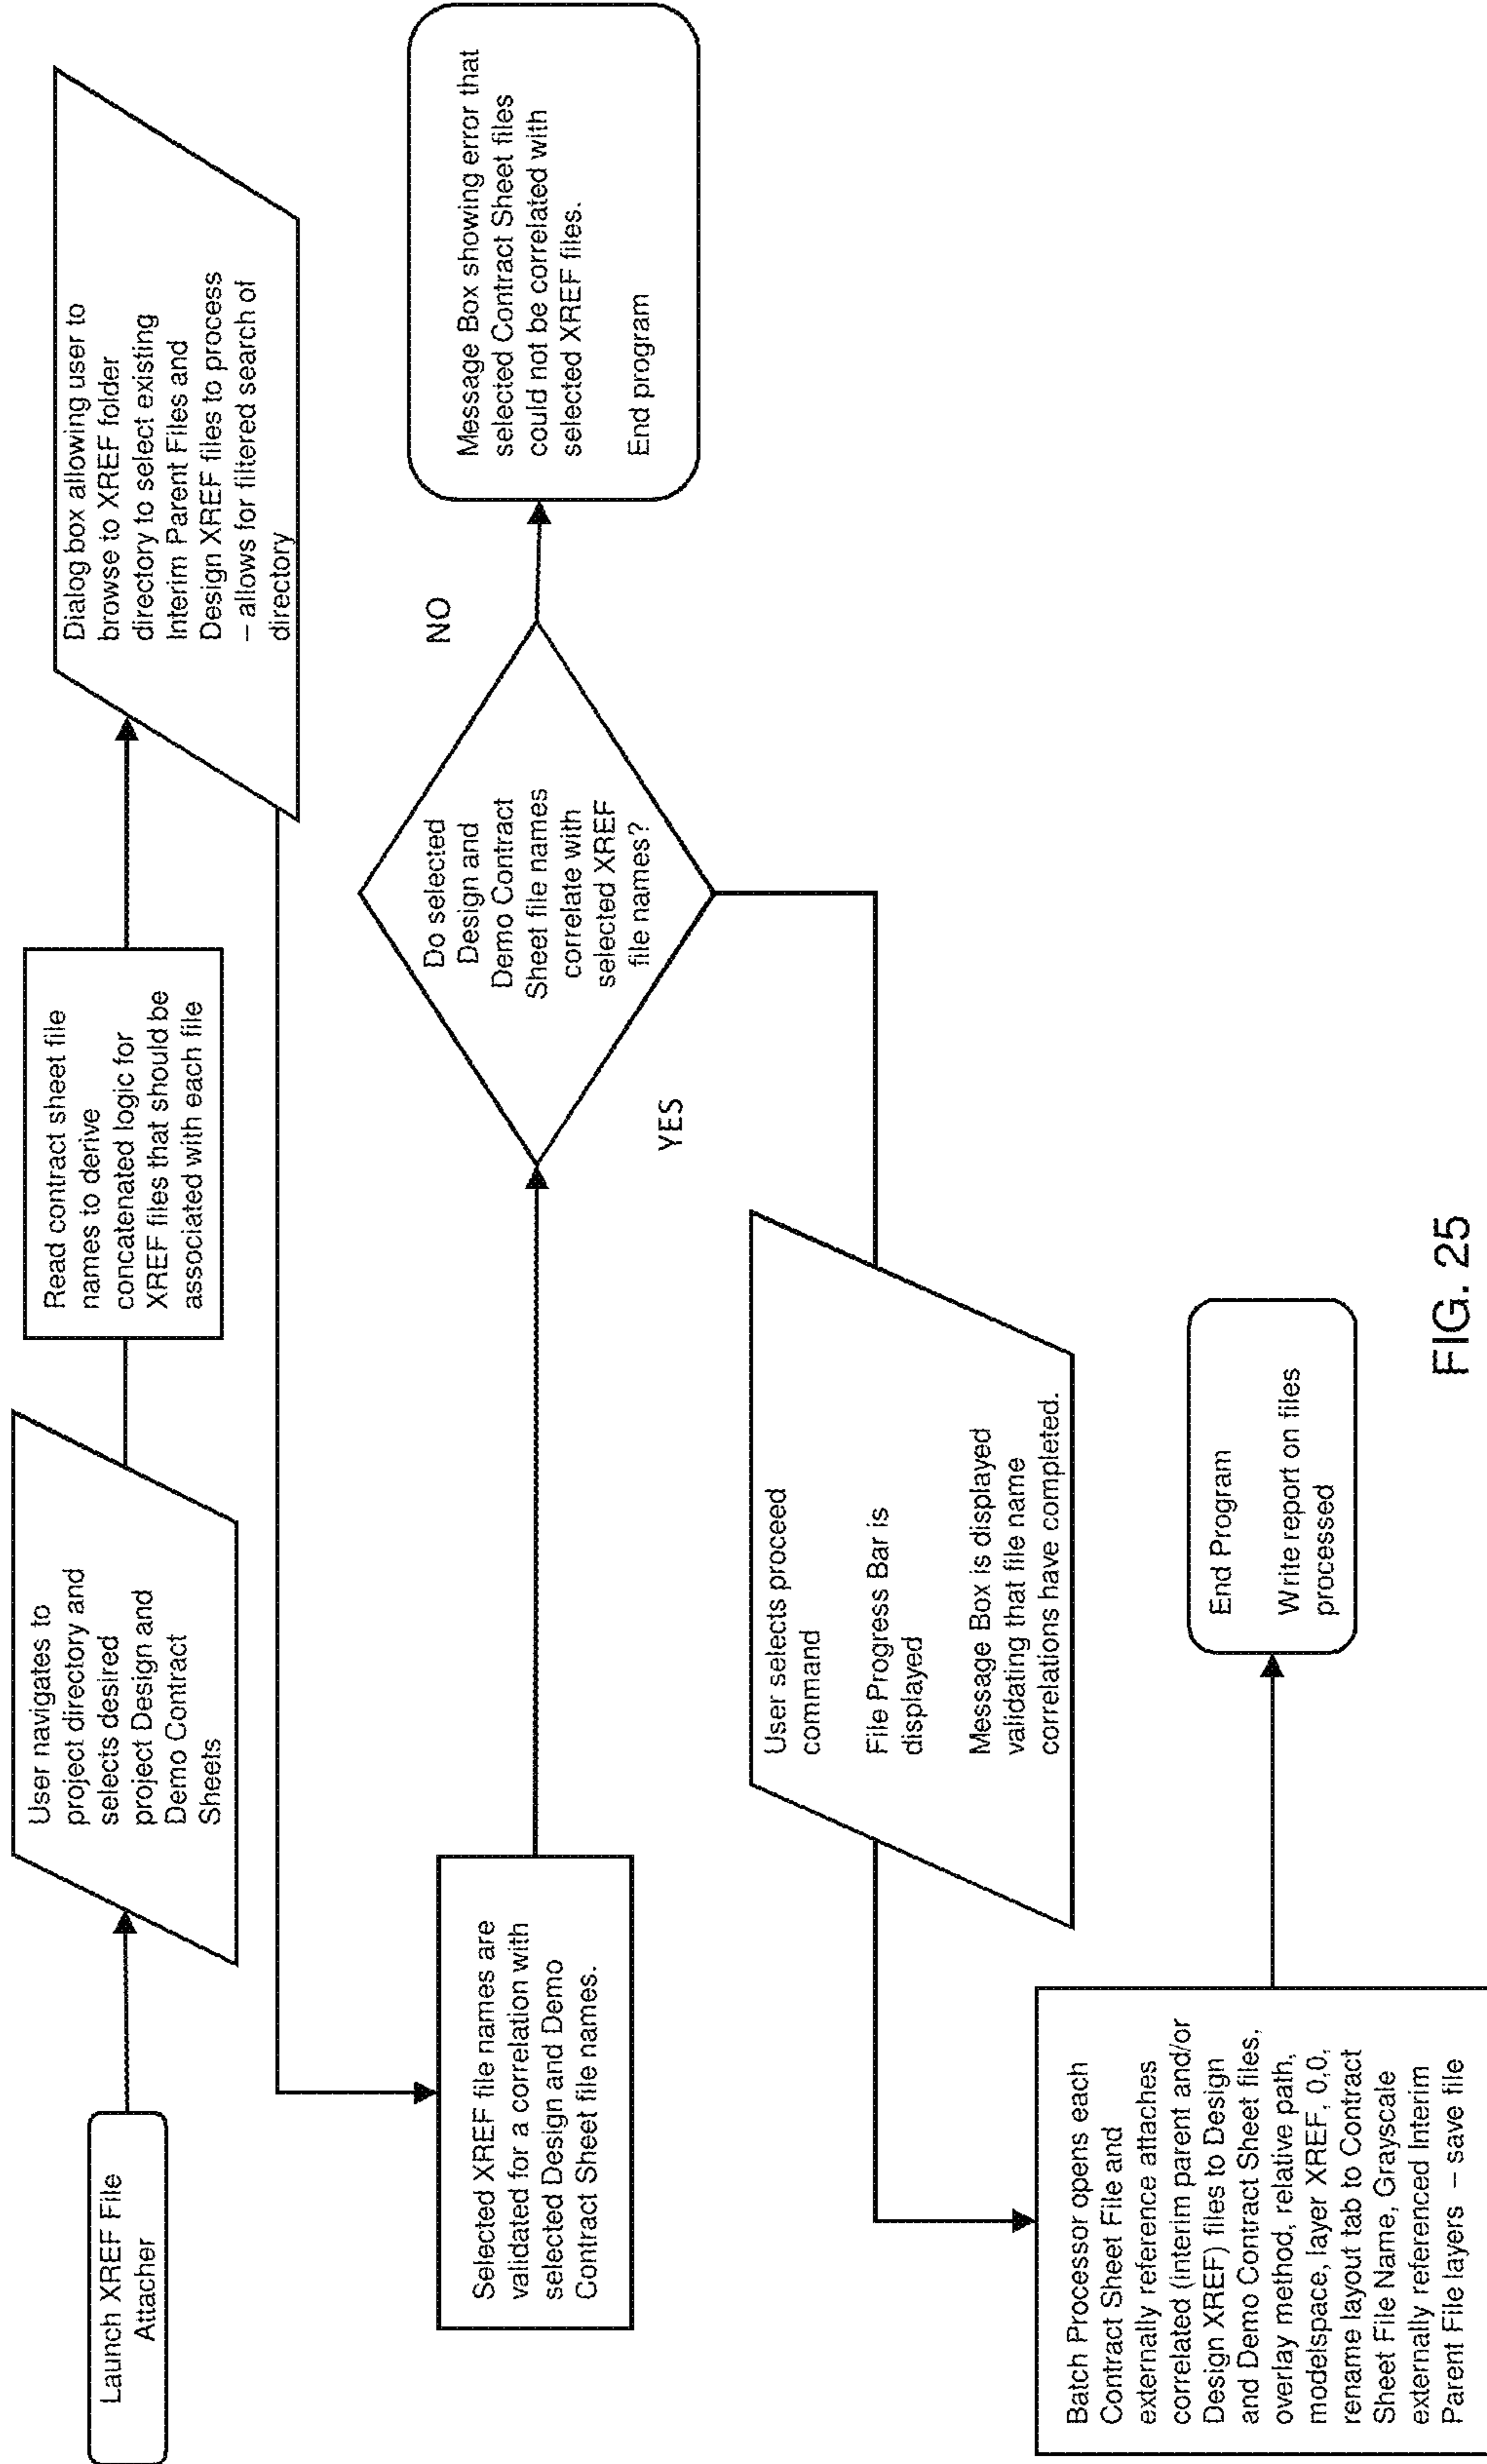 Launch XREF File
Attacher
User navigates to
project directory and
selects desired
project Design and
Demo Contract
Sheets
Read contract sheet file
names to derive
concatenated logic for
XREF files that should be
associated with each file
Dialog box allowing user to
browse to XREF folder
directory to select existing
Interim Parent Files and
Design XREF files to process
– allows for filtered search of
directory
Selected XREF file names are
validated for a correlation with
selected Design and Demo
Contract Sheet file names.
Do selected
Design and
Demo Contract
Sheet file names
correlate with
selected XREF
file names?
NO
Message Box showing error that
selected Contract Sheet files
could not be correlated with
selected XREF files.
End program
YES
User selects proceed
command
File Progress Bar is
displayed
Message Box is displayed
validating that file name
correlations have completed.
Batch Processor opens each
Contract Sheet File and
externally reference attaches
correlated (interim parent and/or
Design XREF) files to Design
and Demo Contract Sheet files,
overlay method, relative path,
modelspace, layer XREF, 0,0,
rename layout tab to Contract
Sheet File Name, Grayscale
externally referenced Interim
Parent File layers – save file
End Program
Write report on files
processed
FIG. 25